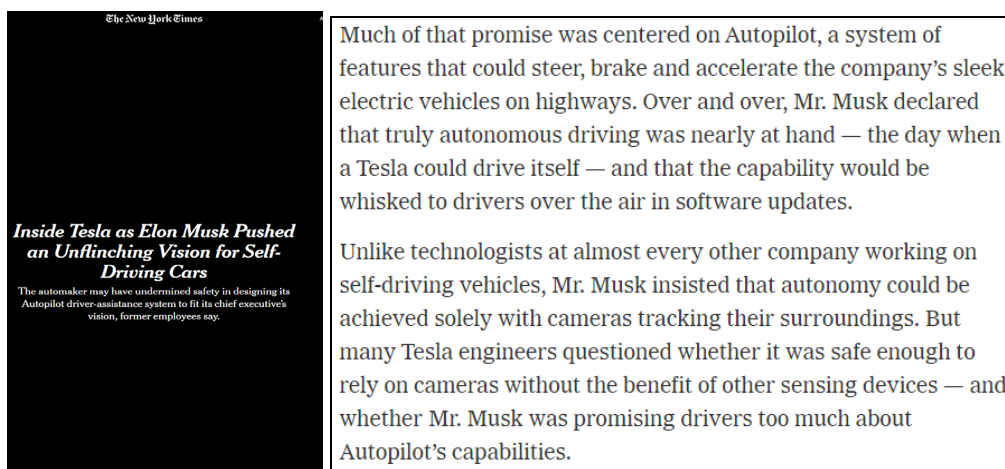 The New York Times
Inside Tesla as Elon Musk Pushed
an Unflinching Vision for Self-
Driving Cars
The automaker may have undermined safety in designing its
Autopilot driver-assistance system to fit its chief executive's
vision, former employees say.
Much of that promise was centered on Autopilot, a system of
features that could steer, brake and accelerate the company’s sleek
electric vehicles on highways. Over and over, Mr. Musk declared
that truly autonomous driving was nearly at hand — the day when
a Tesla could drive itself — and that the capability would be
whisked to drivers over the air in software updates.
Unlike technologists at almost every other company working on
self-driving vehicles, Mr. Musk insisted that autonomy could be
achieved solely with cameras tracking their surroundings. But
many Tesla engineers questioned whether it was safe enough to
rely on cameras without the benefit of other sensing devices — and
whether Mr. Musk was promising drivers too much about
Autopilot’s capabilities.